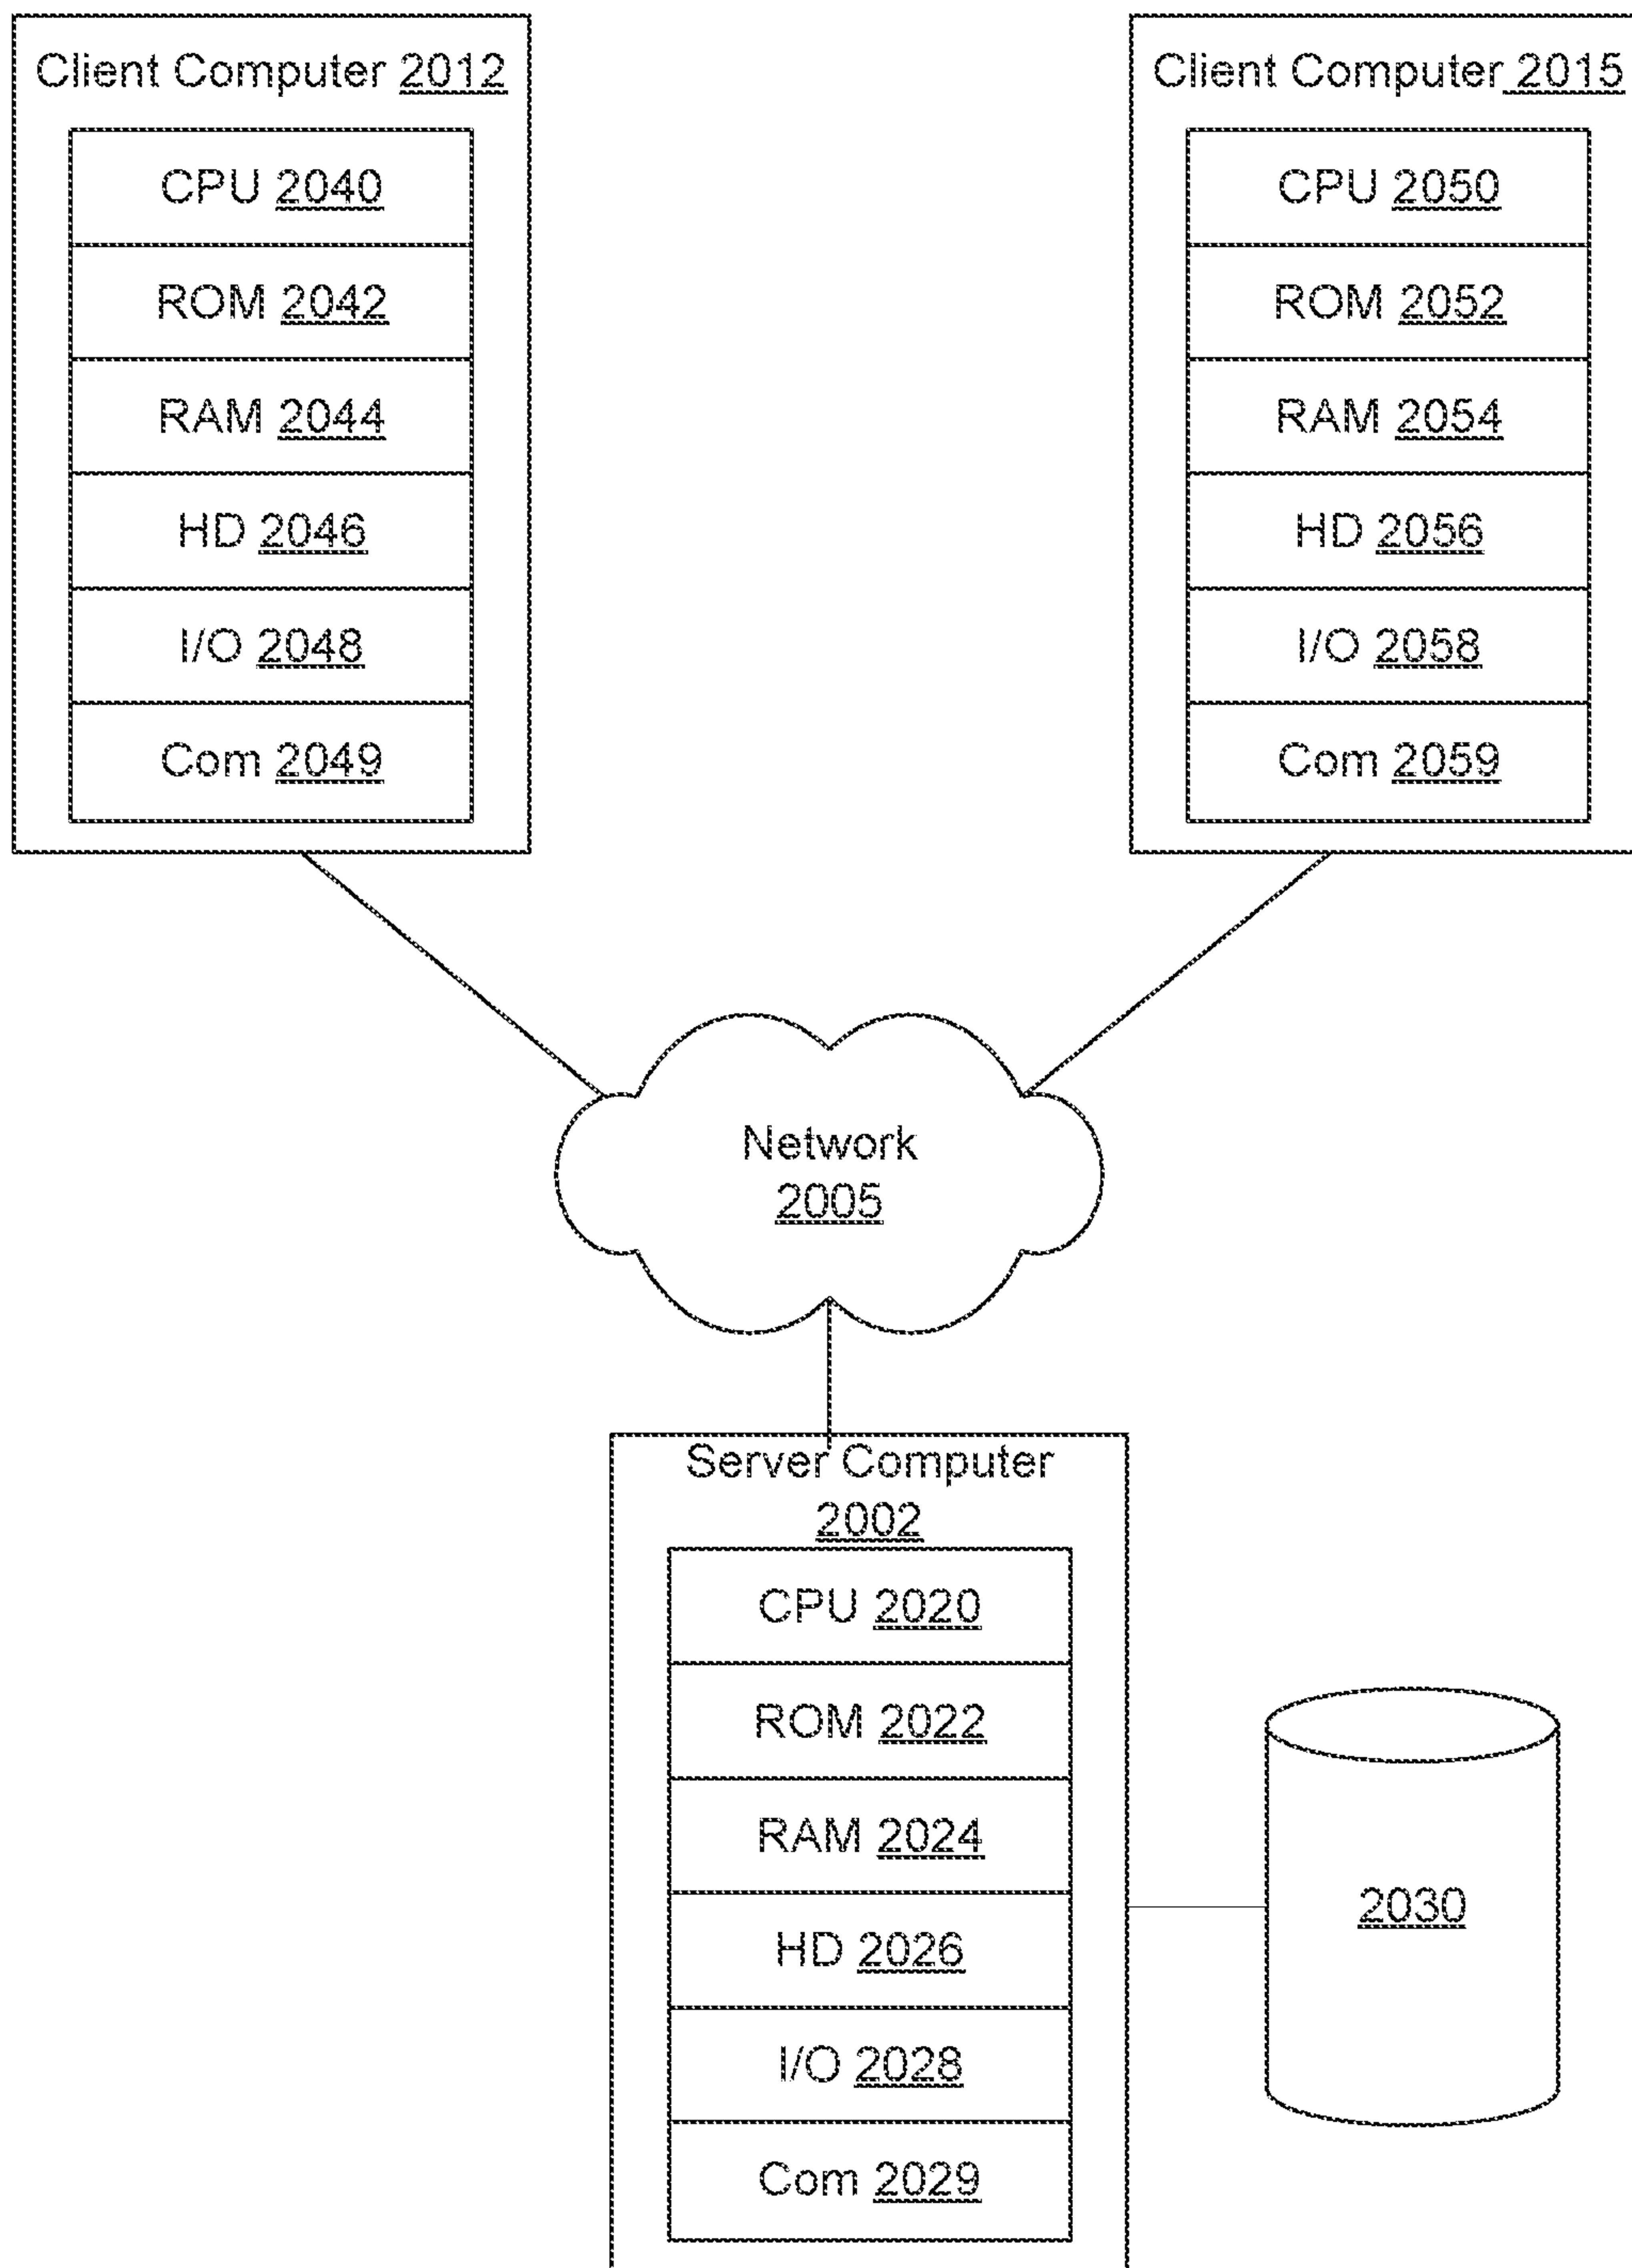 Client Computer 2012
CPU 2040
ROM 2042
RAM 2044
HD 2046
I/O 2048
Com 2049
Client Computer 2015
CPU 2050
ROM 2052
RAM 2054
HD 2056
I/O 2058
Com 2059
Network
2005
Server Computer
2002
CPU 2020
ROM 2022
RAM 2024
HD 2026
I/O 2028
Com 2029
2030